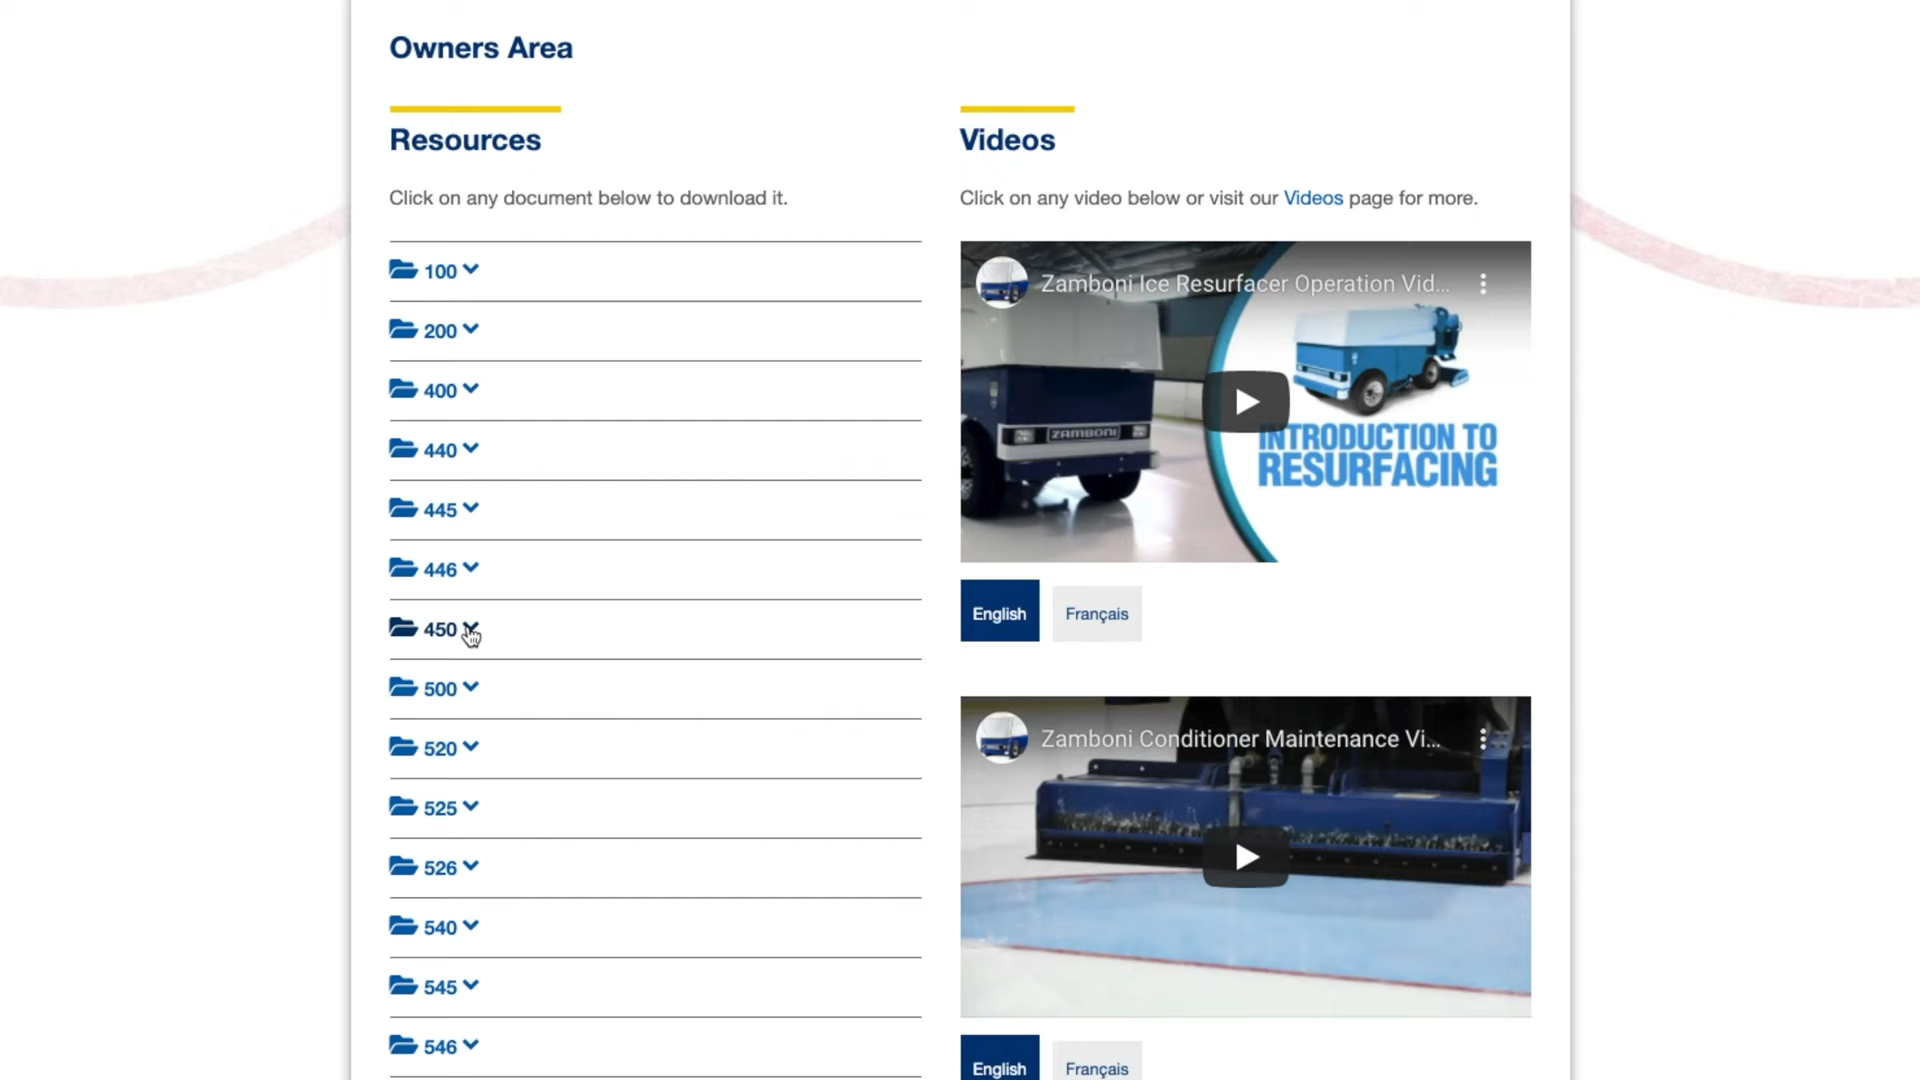 Owners Area
Resources
Click on any document below to download it.
100
200
400
440
445
446
450
500
520
525
526
540
545
546
Videos
Click on any video below or visit our Videos page for more.
Zamboni Ice Resurfacer Operation Vid...
ZAMBONI
INTRODUCTION TO
RESURFACING
English
Français
Zamboni Conditioner Maintenance Vi...
English
Français